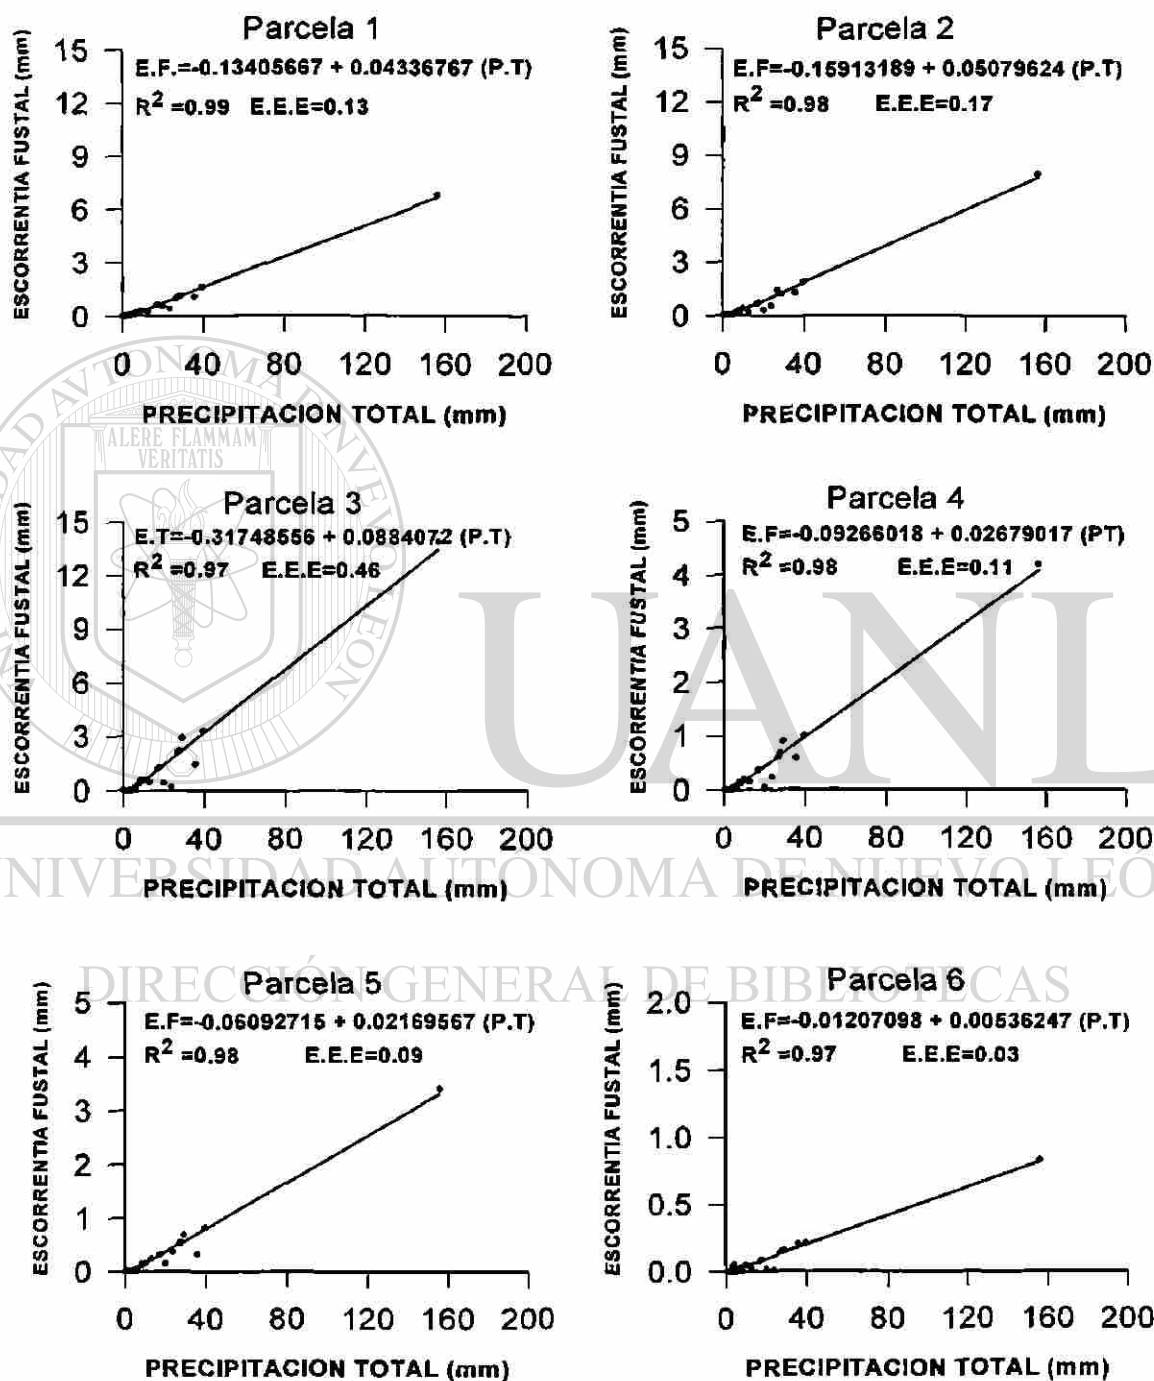 Parcela 1
E.F.=-0.13405667 + 0.04336767 (P.T)
R² =0.99 E.E.E=0.13
ESCORRENTIA FUSTAL (mm)
15
12
9
6
3
0
0 40 80 120 160 200
PRECIPITACION TOTAL (mm)
Parcela 2
E.F=-0.15913189 + 0.05079624 (P.T)
R² =0.98 E.E.E=0.17
ESCORRENTIA FUSTAL (mm)
15
12
9
6
3
0
0 40 80 120 160 200
PRECIPITACION TOTAL (mm)
Parcela 3
E.T=-0.31748556 + 0.0884072 (P.T)
R² =0.97 E.E.E=0.46
ESCORRENTIA FUSTAL (mm)
15
12
9
6
3
0
0 40 80 120 160 200
PRECIPITACION TOTAL (mm)
Parcela 4
E.F=-0.09266018 + 0.02679017 (PT)
R² =0.98 E.E.E=0.11
ESCORRENTIA FUSTAL (mm)
5
4
3
2
1
0
0 40 80 120 160 200
PRECIPITACION TOTAL (mm)
Parcela 5
E.F=-0.06092715 + 0.02169567 (P.T)
R² =0.98 E.E.E=0.09
ESCORRENTIA FUSTAL (mm)
5
4
3
2
1
0
0 40 80 120 160 200
PRECIPITACION TOTAL (mm)
Parcela 6
E.F=-0.01207098 + 0.00536247 (P.T)
R² =0.97 E.E.E=0.03
ESCORRENTIA FUSTAL (mm)
2.0
1.5
1.0
0.5
0.0
0 40 80 120 160 200
PRECIPITACION TOTAL (mm)
ALERE FLAMMAM
VERITATIS
UANL
DIRECCIÓN GENERAL DE BIBLIOTECAS